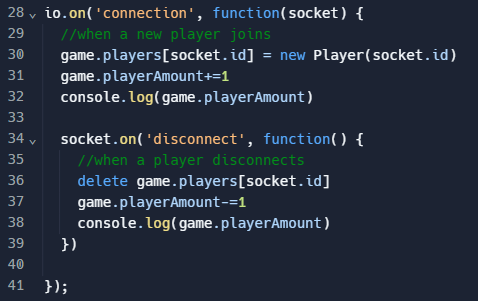 28 io.on('connection', function(socket) {
29 //when a new player joins
30 game.players[socket.id] = new Player(socket.id)
31 game.playerAmount+=1
32 console.log(game.playerAmount)
33
34 socket.on('disconnect', function() {
35 //when a player disconnects
36 delete game.players[socket.id]
37 game.playerAmount-=1
38 console.log(game.playerAmount)
39 })
40
41 });